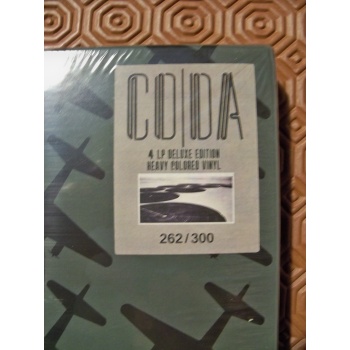 CODA
4 LP DELUXE EDITION
HEAVY COLORED VINYL
262/300